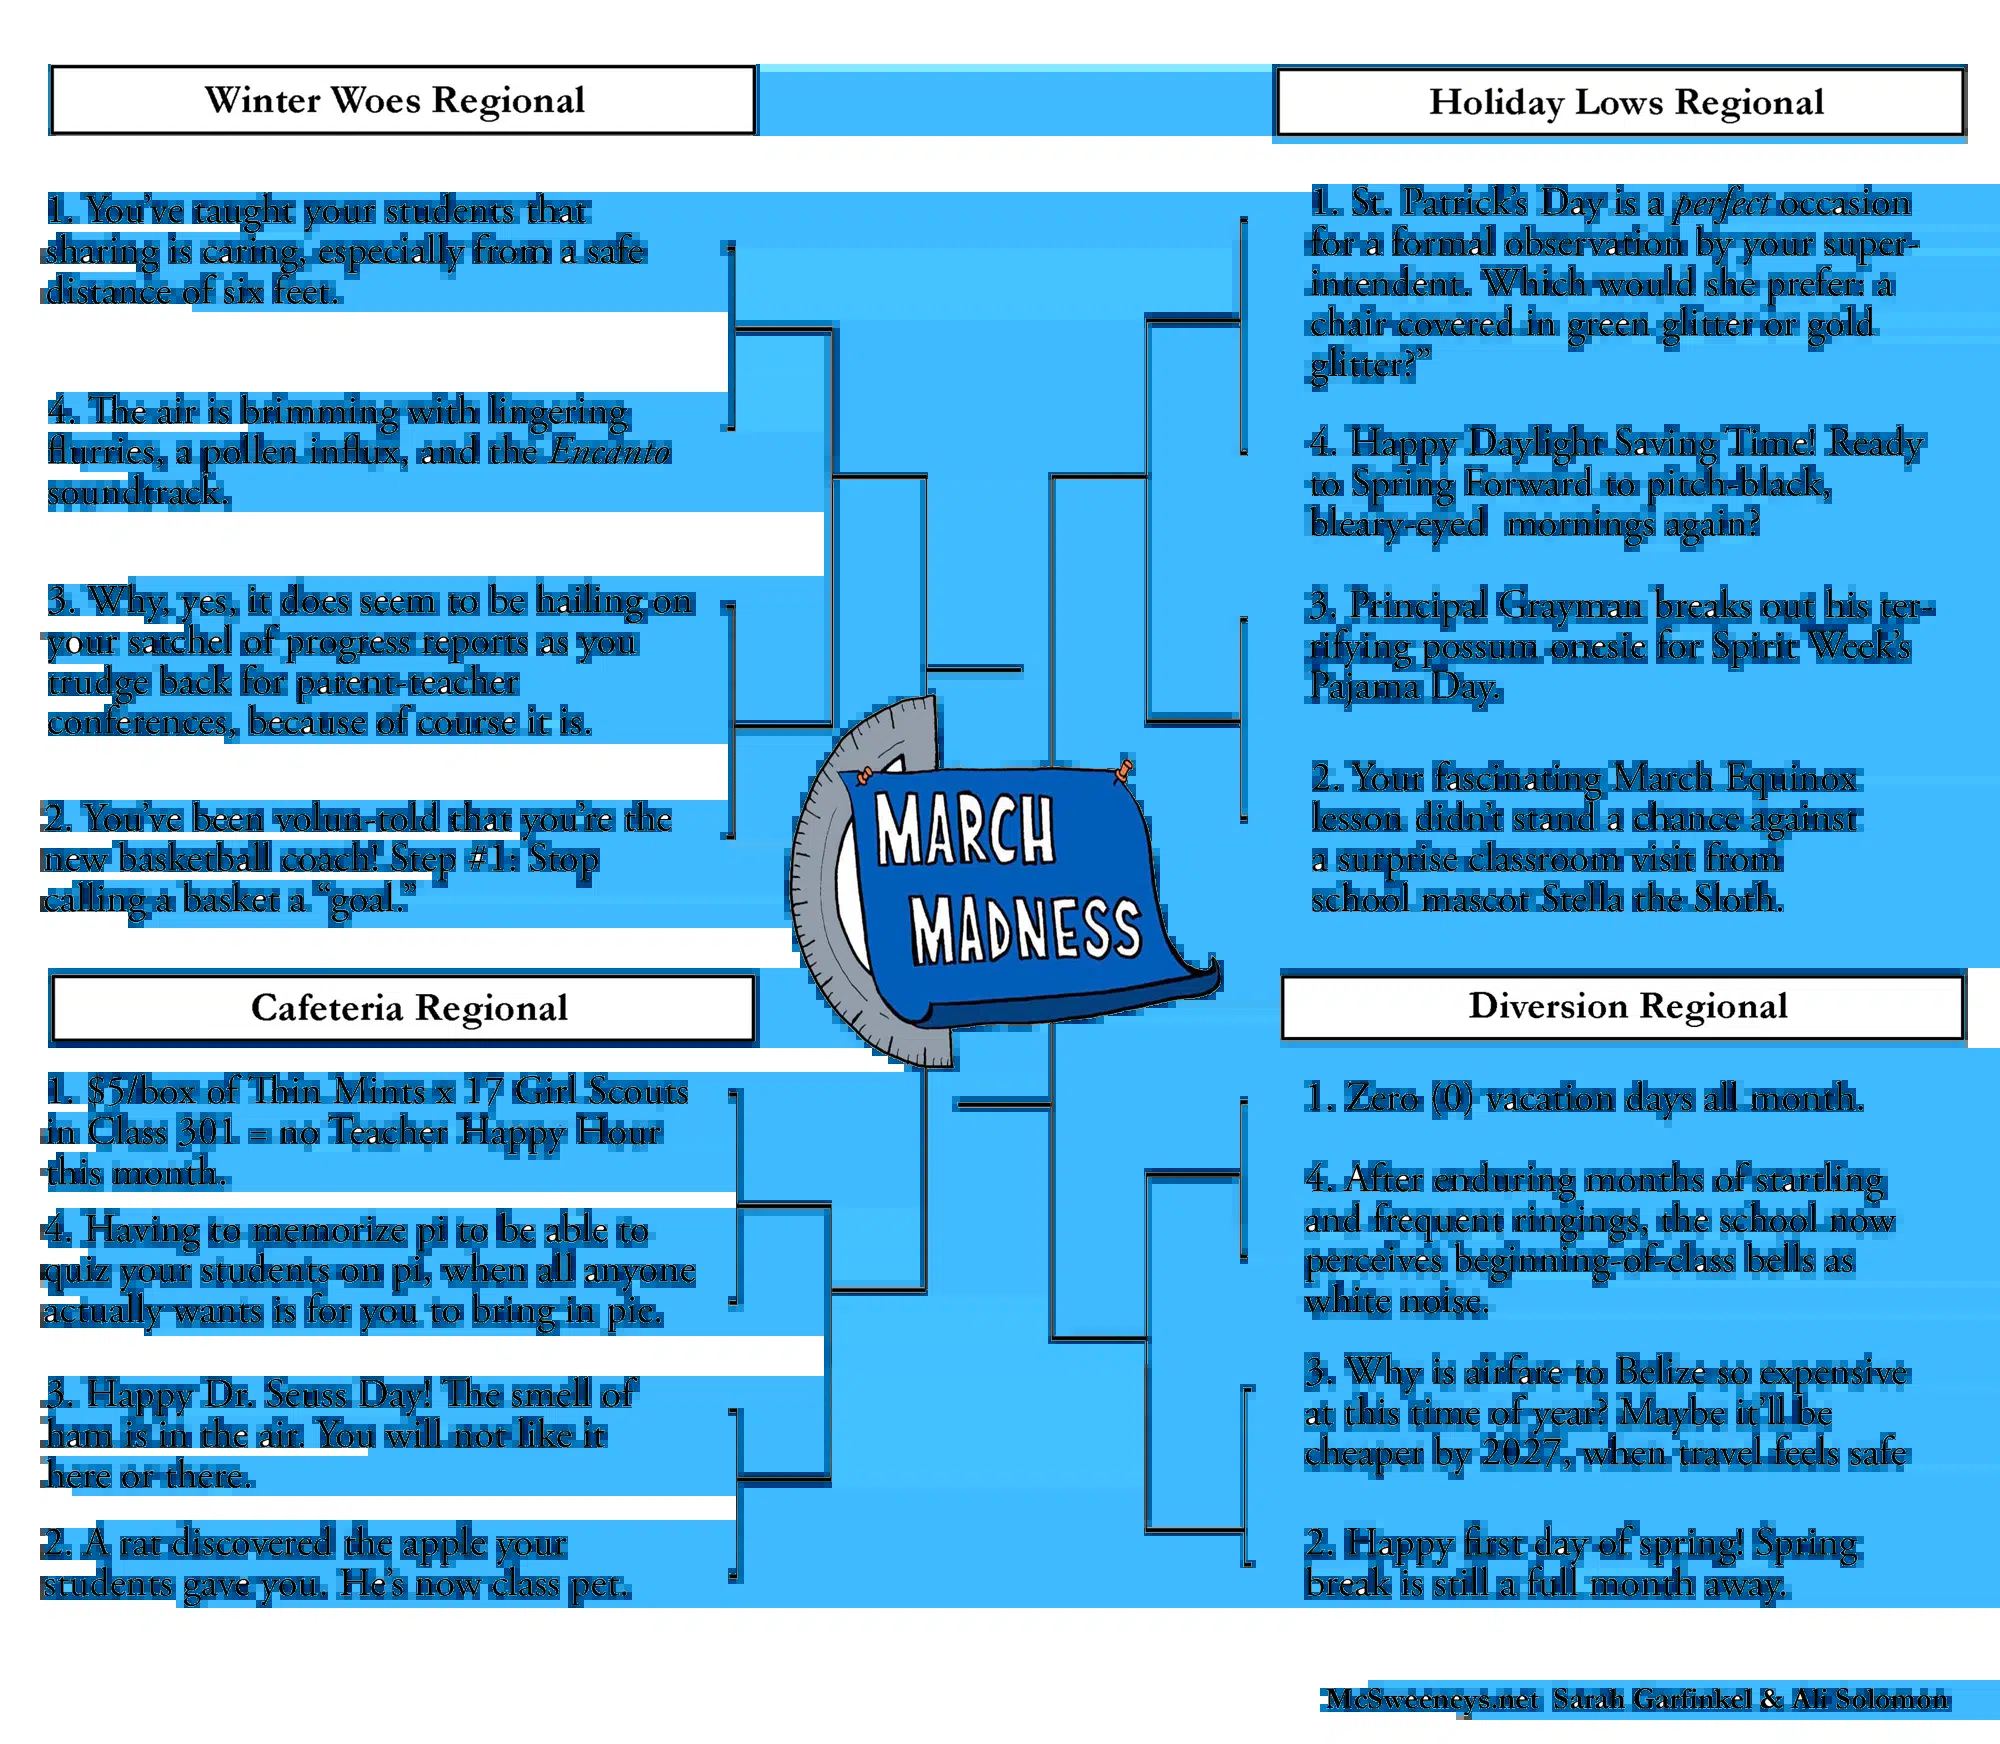 Winter Woes Regional
1. You've taught your students that
sharing is caring, especially from a safe
distance of six feet.
4. The air is brimming with lingering
flurries, a pollen influx, and the Encanto
soundtrack.
3. Why, yes, it does seem to be hailing on
your satchel of progress reports as you
trudge back for parent-teacher
conferences, because of course it is.
2. You've been volun-told that you're the
new basketball coach! Step #1: Stop
calling a basket a “goal.”
Holiday Lows Regional
1. St. Patrick's Day is a perfect occasion
for a formal observation by your super-
intendent. Which would she prefer: a
chair covered in green glitter or gold
glitter?”
4. Happy Daylight Saving Time! Ready
to Spring Forward to pitch-black,
bleary-eyed mornings again?
3. Principal Grayman breaks out his ter-
rifying possum onesie for Spirit Week's
Pajama Day.
2. Your fascinating March Equinox
lesson didn't stand a chance against
a surprise classroom visit from
school mascot Stella the Sloth.
MARCH
MADNESS
Cafeteria Regional
1. $5/box of Thin Mints x 17 Girl Scouts
in Class 301 = no Teacher Happy Hour
this month.
4. Having to memorize pi to be able to
quiz your students on pi, when all anyone
actually wants is for you to bring in pie.
3. Happy Dr. Seuss Day! The smell of
ham is in the air. You will not like it
here or there.
2. A rat discovered the apple your
students gave you. He's now class pet.
Diversion Regional
1. Zero (0) vacation days all month.
4. After enduring months of startling
and frequent ringings, the school now
perceives beginning-of-class bells as
white noise.
3. Why is airfare to Belize so expensive
at this time of year? Maybe it'll be
cheaper by 2027, when travel feels safe
2. Happy first day of spring! Spring
break is still a full month away.
McSweeneys.net Sarah Garfinkel & Ali Solomon